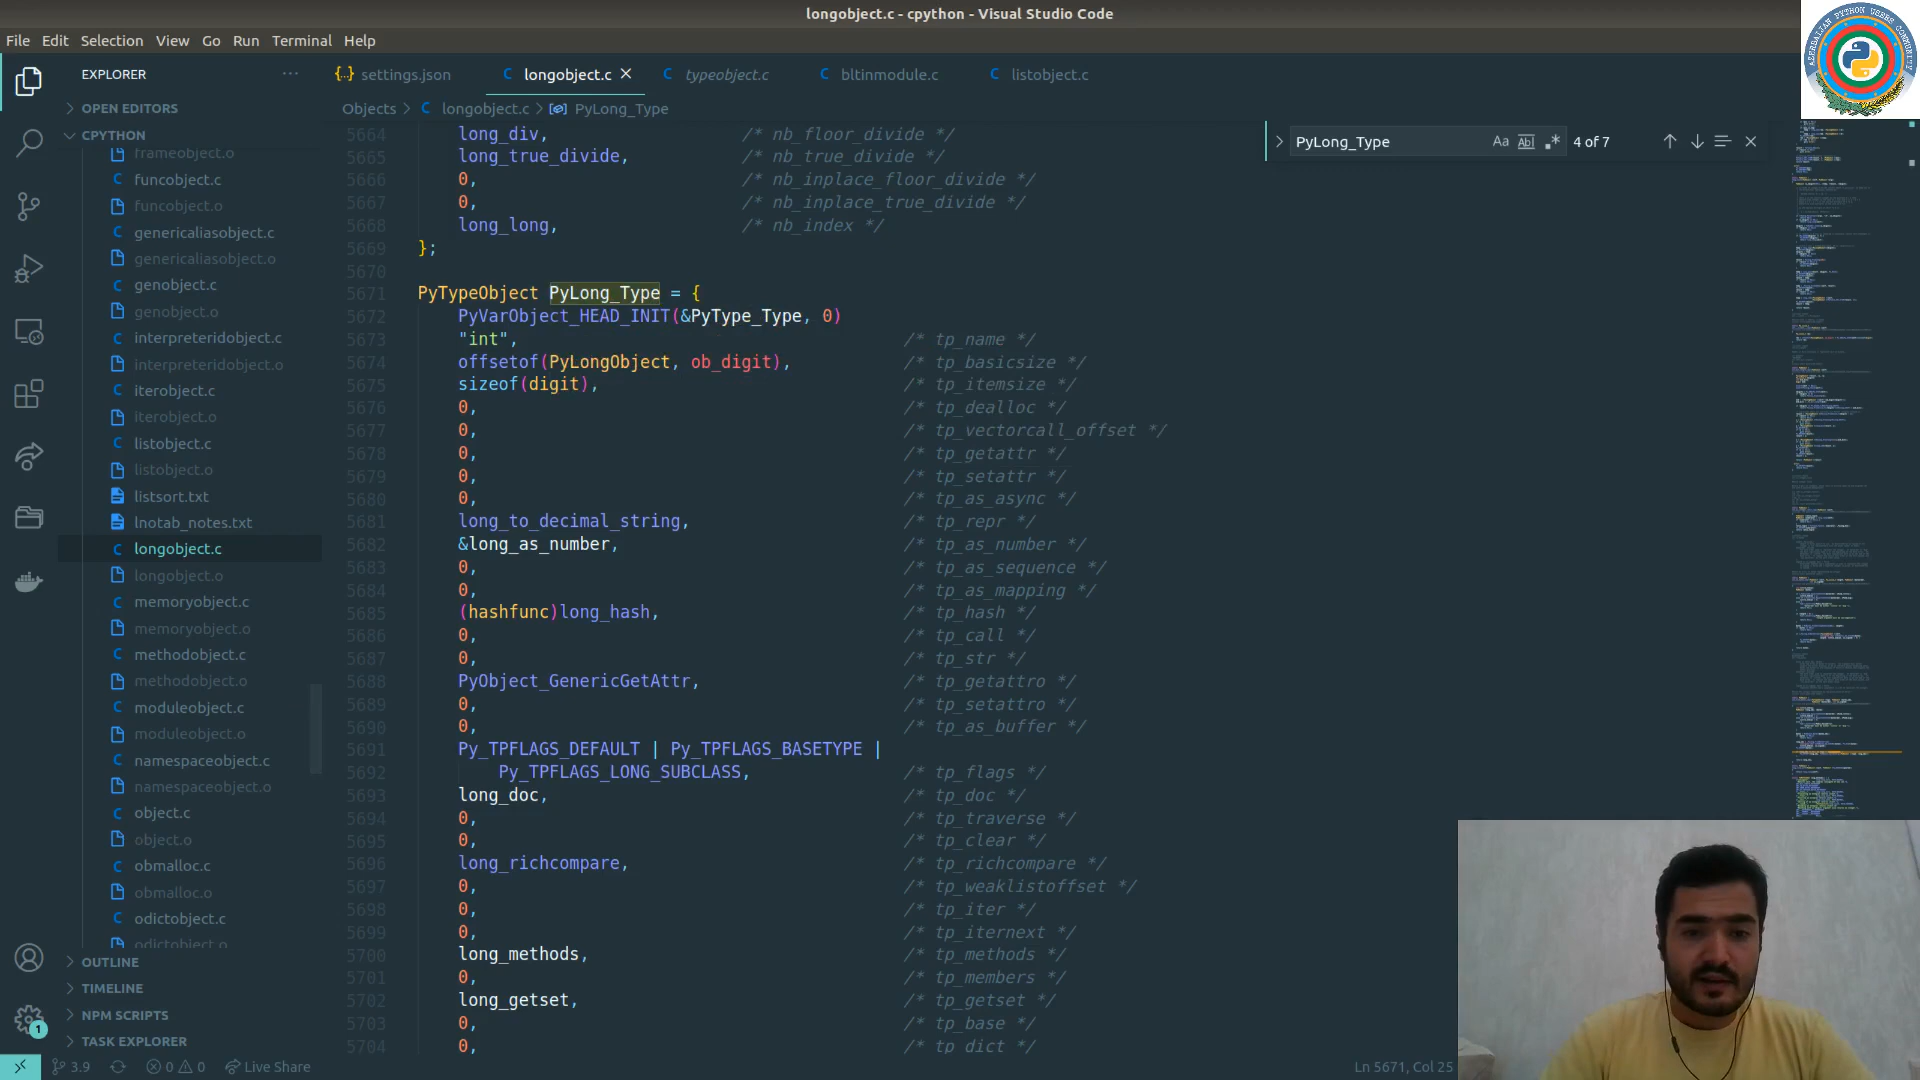 longobject.c - cpython - Visual Studio Code
File Edit Selection View Go Run Terminal Help
AZERBAIJAN PYTHON USERS COMMUNITY
EXPLORER ···
settings.json
longobject.c
typeobject.c
bltinmodule.c
listobject.c
OPEN EDITORS
CPYTHON
frameobject.o
funcobject.c
funcobject.o
genericaliasobject.c
genericaliasobject.o
genobject.c
genobject.o
interpreteridobject.c
interpreteridobject.o
iterobject.c
iterobject.o
listobject.c
listobject.o
listsort.txt
lnotab_notes.txt
longobject.c
longobject.o
memoryobject.c
memoryobject.o
methodobject.c
methodobject.o
moduleobject.c
moduleobject.o
namespaceobject.c
namespaceobject.o
object.c
object.o
obmalloc.c
obmalloc.o
odictobject.c
odictobject.o
OUTLINE
TIMELINE
NPM SCRIPTS
TASK EXPLORER
Objects > C longobject.c > PyLong_Type
PyLong_Type Aa Abl .* 4 of 7
5664 long_div, /* nb_floor_divide */
5665 long_true_divide, /* nb_true_divide */
5666 0, /* nb_inplace_floor_divide */
5667 0, /* nb_inplace_true_divide */
5668 long_long, /* nb_index */
5669 };
5670
5671 PyTypeObject PyLong_Type = {
5672 PyVarObject_HEAD_INIT(&PyType_Type, 0)
5673 "int", /* tp_name */
5674 offsetof(PyLongObject, ob_digit), /* tp_basicsize */
5675 sizeof(digit), /* tp_itemsize */
5676 0, /* tp_dealloc */
5677 0, /* tp_vectorcall_offset */
5678 0, /* tp_getattr */
5679 0, /* tp_setattr */
5680 0, /* tp_as_async */
5681 long_to_decimal_string, /* tp_repr */
5682 &long_as_number, /* tp_as_number */
5683 0, /* tp_as_sequence */
5684 0, /* tp_as_mapping */
5685 (hashfunc)long_hash, /* tp_hash */
5686 0, /* tp_call */
5687 0, /* tp_str */
5688 PyObject_GenericGetAttr, /* tp_getattro */
5689 0, /* tp_setattro */
5690 0, /* tp_as_buffer */
5691 Py_TPFLAGS_DEFAULT | Py_TPFLAGS_BASETYPE |
5692 Py_TPFLAGS_LONG_SUBCLASS, /* tp_flags */
5693 long_doc, /* tp_doc */
5694 0, /* tp_traverse */
5695 0, /* tp_clear */
5696 long_richcompare, /* tp_richcompare */
5697 0, /* tp_weaklistoffset */
5698 0, /* tp_iter */
5699 0, /* tp_iternext */
5700 long_methods, /* tp_methods */
5701 0, /* tp_members */
5702 long_getset, /* tp_getset */
5703 0, /* tp_base */
5704 0, /* tp_dict */
1
3.9 0 0 Live Share
Ln 5671, Col 25